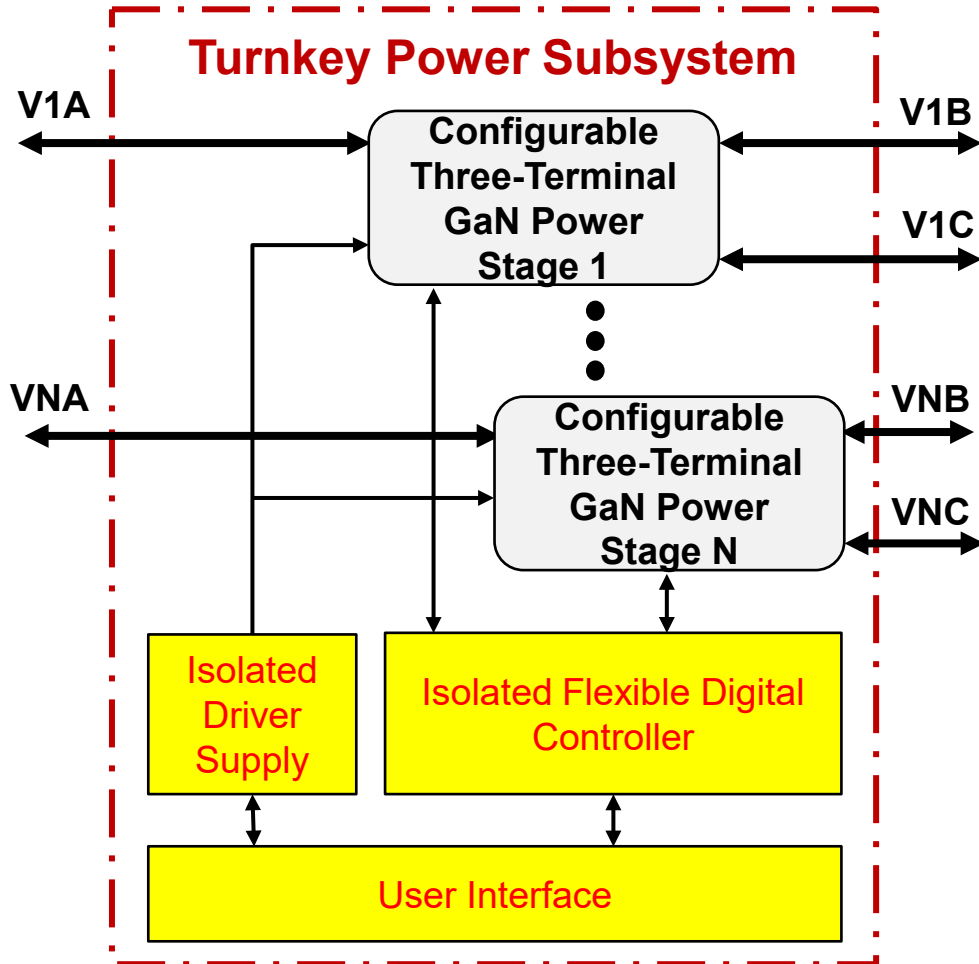 Turnkey Power Subsystem
V1A
V1B
Configurable
Three-Terminal
GaN Power
Stage 1
V1C
VNA
VNB
Configurable
Three-Terminal
GaN Power
Stage N
VNC
Isolated
Driver
Supply
Isolated Flexible Digital
Controller
User Interface